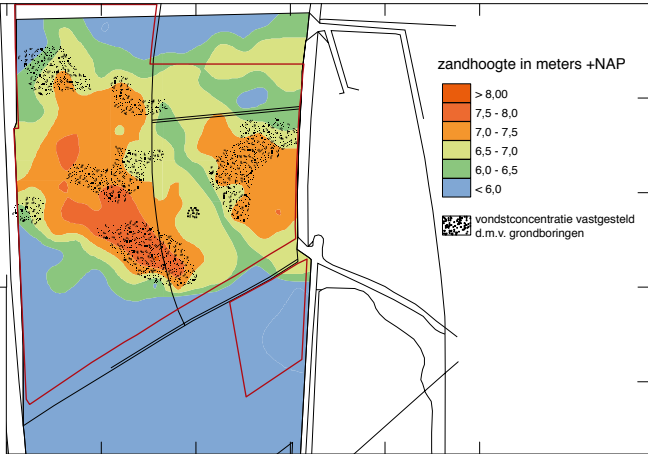 zandhoogte in meters +NAP
> 8,00
7,5 - 8,0
7,0 - 7,5
6,5 - 7,0
6,0 - 6,5
< 6,0
vondstconcentratie vastgesteld
d.m.v. grondboringen